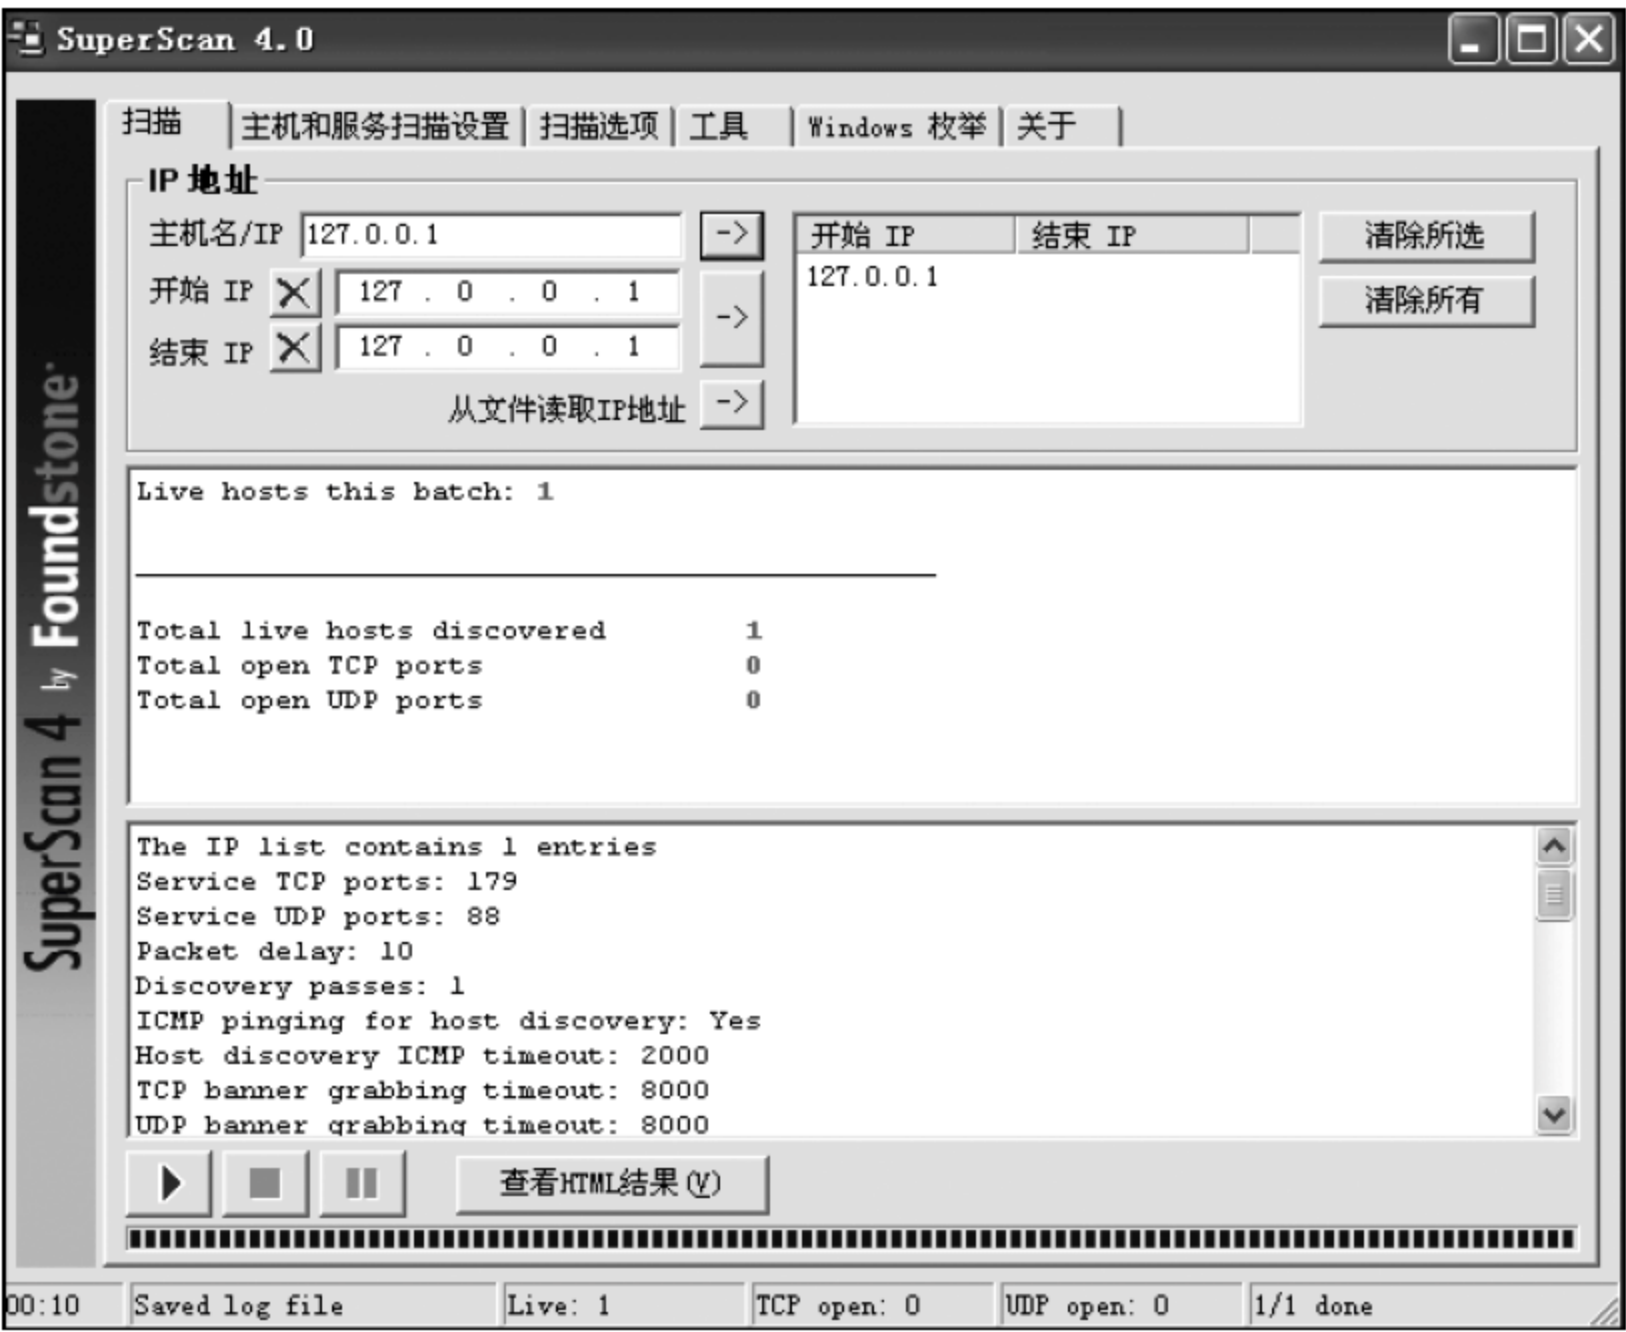 SuperScan 4.0
扫描 主机和服务扫描设置 扫描选项 工具 Windows 枚举 关于
IP 地址
主机名/IP 127.0.0.1 -> 开始 IP 结束 IP 清除所选
127.0.0.1
开始 IP 127 . 0 . 0 . 1 -> 清除所有
结束 IP 127 . 0 . 0 . 1
从文件读取IP地址 ->
Live hosts this batch: 1
Total live hosts discovered 1
Total open TCP ports 0
Total open UDP ports 0
The IP list contains 1 entries
Service TCP ports: 179
Service UDP ports: 88
Packet delay: 10
Discovery passes: 1
ICMP pinging for host discovery: Yes
Host discovery ICMP timeout: 2000
TCP banner grabbing timeout: 8000
UDP banner grabbing timeout: 8000
查看HTML结果(V)
00:10 Saved log file Live: 1 TCP open: 0 UDP open: 0 1/1 done
SuperScan 4 by Foundstone